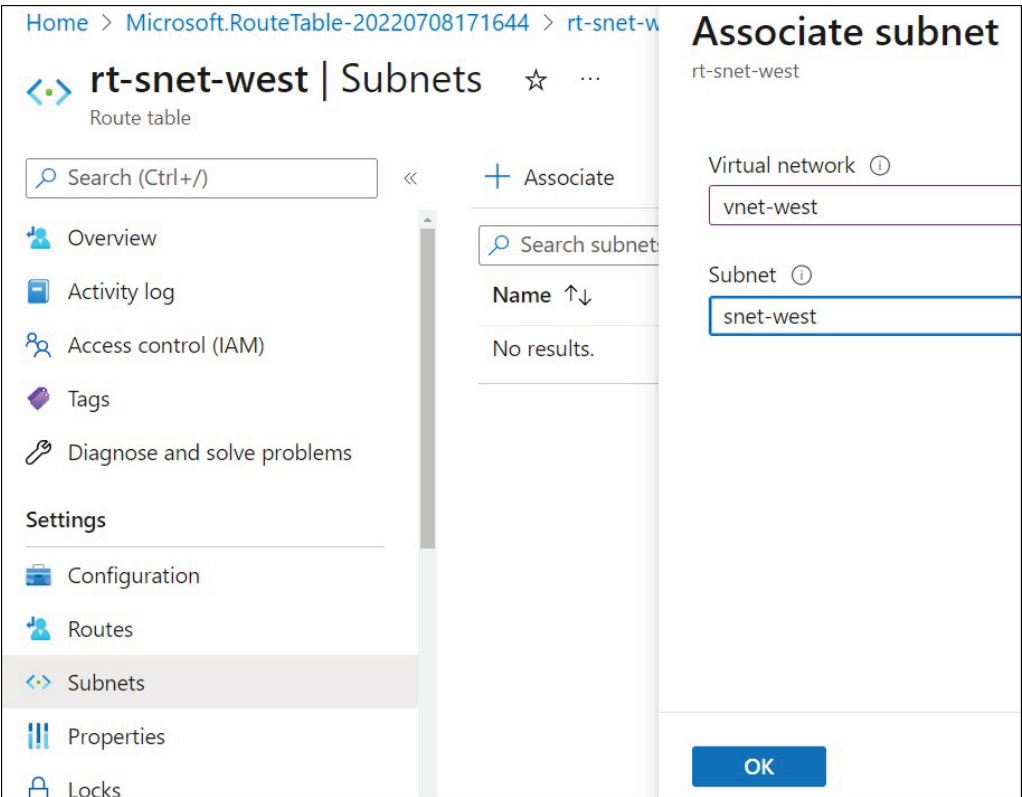 Home > Microsoft.RouteTable-20220708171644 > rt-snet-w
rt-snet-west | Subnets ...
Route table
Search (Ctrl+/)
Overview
Activity log
Access control (IAM)
Tags
Diagnose and solve problems
Settings
Configuration
Routes
Subnets
Properties
Locks
+ Associate
Search subnets
Name ↑↓
No results.
Associate subnet
rt-snet-west
Virtual network
vnet-west
Subnet
snet-west
OK